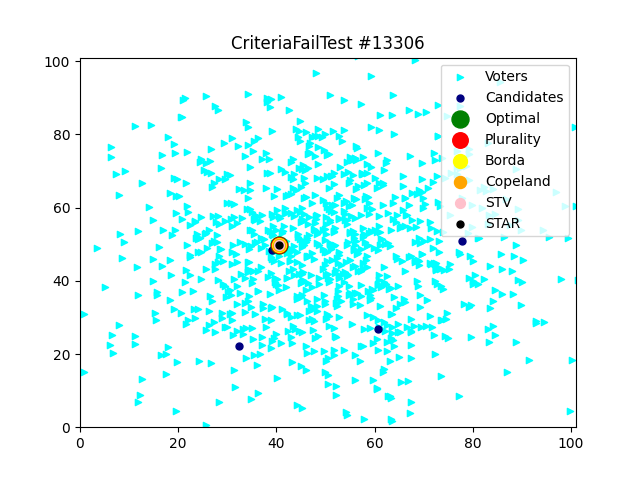 CriteriaFailTest #13306
Voters
Candidates
Optimal
Plurality
Borda
Copeland
STV
STAR
100
80
60
40
20
0
0 20 40 60 80 100